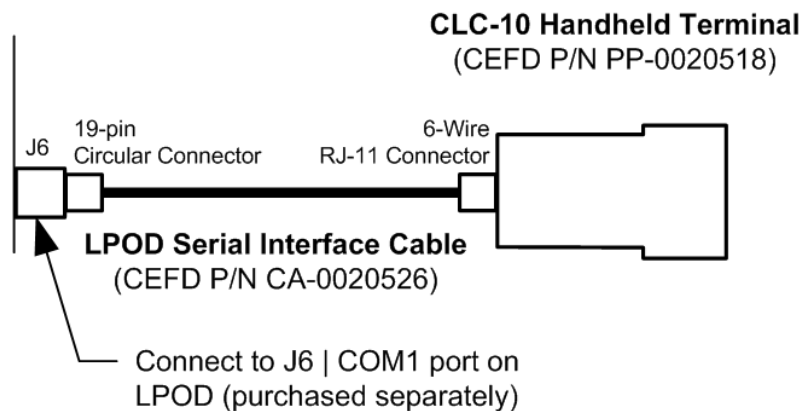 CLC-10 Handheld Terminal
(CEFD P/N PP-0020518)
19-pin
Circular Connector
J6
6-Wire
RJ-11 Connector
LPOD Serial Interface Cable
(CEFD P/N CA-0020526)
Connect to J6 | COM1 port on
LPOD (purchased separately)